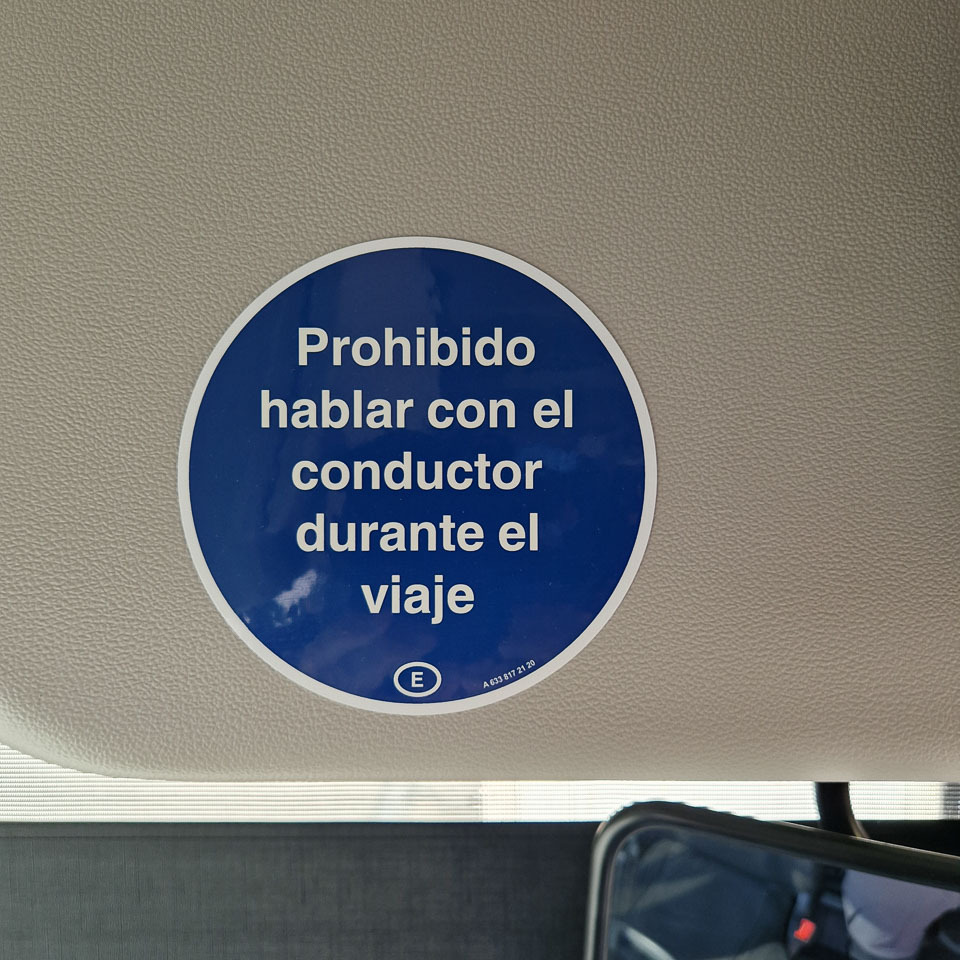 Prohibido
hablar con el
conductor
durante el
viaje
E
A 633 817 21 20